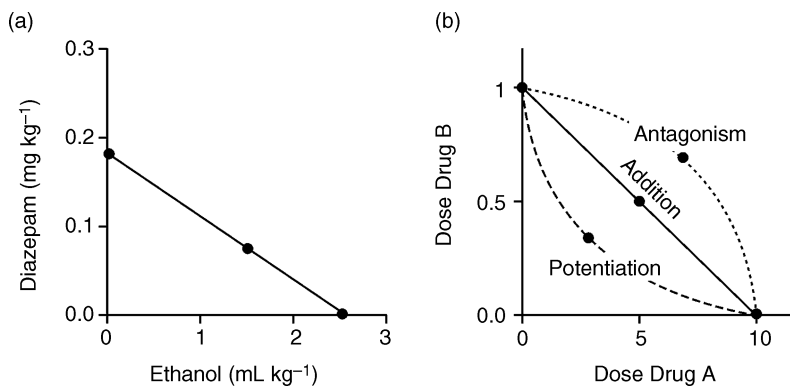 (a)
0.3
0.2
0.1
0.0
0
1
2
3
Diazepam (mg kg⁻¹)
Ethanol (mL kg⁻¹)
(b)
1
0.5
0.0
0
5
10
Dose Drug B
Antagonism
Addition
Potentiation
Dose Drug A